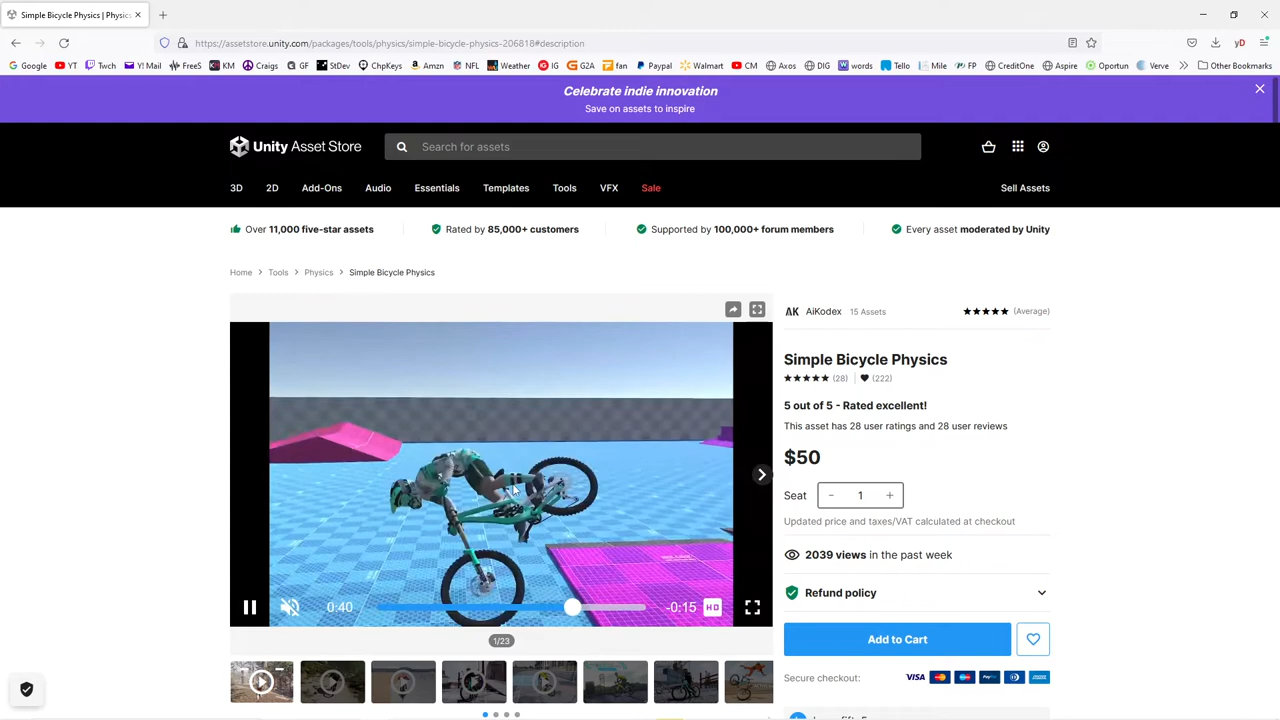 Simple Bicycle Physics | Physics
https://assetstore.unity.com/packages/tools/physics/simple-bicycle-physics-206818#description
Google YT Twch Y! Mail FreeS KM Craigs GF StDev ChpKeys Amzn NFL Weather IG G2A fan Paypal Walmart CM Axos DIG words Tello Mile FP CreditOne Aspire Oportun Verve Other Bookmarks
Celebrate indie innovation
Save on assets to inspire
Unity Asset Store
Search for assets
3D 2D Add-Ons Audio Essentials Templates Tools VFX Sale Sell Assets
Over 11,000 five-star assets Rated by 85,000+ customers Supported by 100,000+ forum members Every asset moderated by Unity
Home > Tools > Physics > Simple Bicycle Physics
AK AiKodex 15 Assets (Average)
Simple Bicycle Physics
(28) (222)
5 out of 5 - Rated excellent!
This asset has 28 user ratings and 28 user reviews
$50
Seat - 1 +
Updated price and taxes/VAT calculated at checkout
2039 views in the past week
Refund policy
0:40 -0:15 HD
1/23
Add to Cart
Secure checkout: VISA